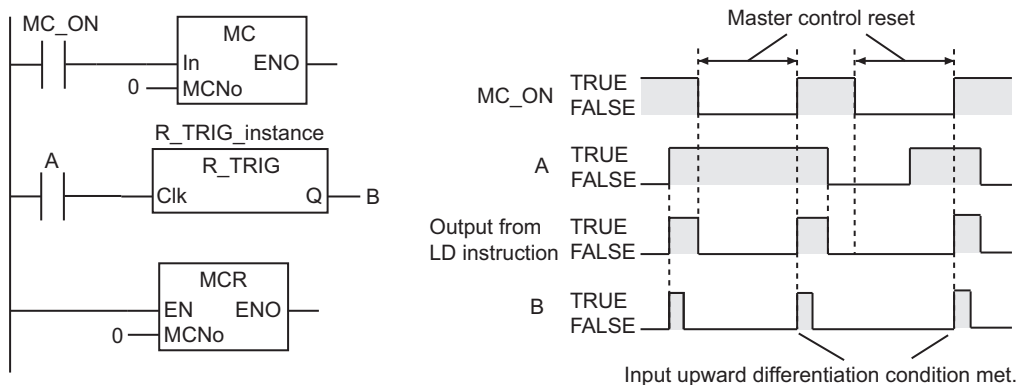 MC_ON
MC
In ENO
0 MCNo
R_TRIG_instance
A
R_TRIG
Clk Q B
MCR
EN ENO
0 MCNo
Master control reset
MC_ON TRUE
FALSE
A TRUE
FALSE
Output from
LD instruction
TRUE
FALSE
B TRUE
FALSE
Input upward differentiation condition met.